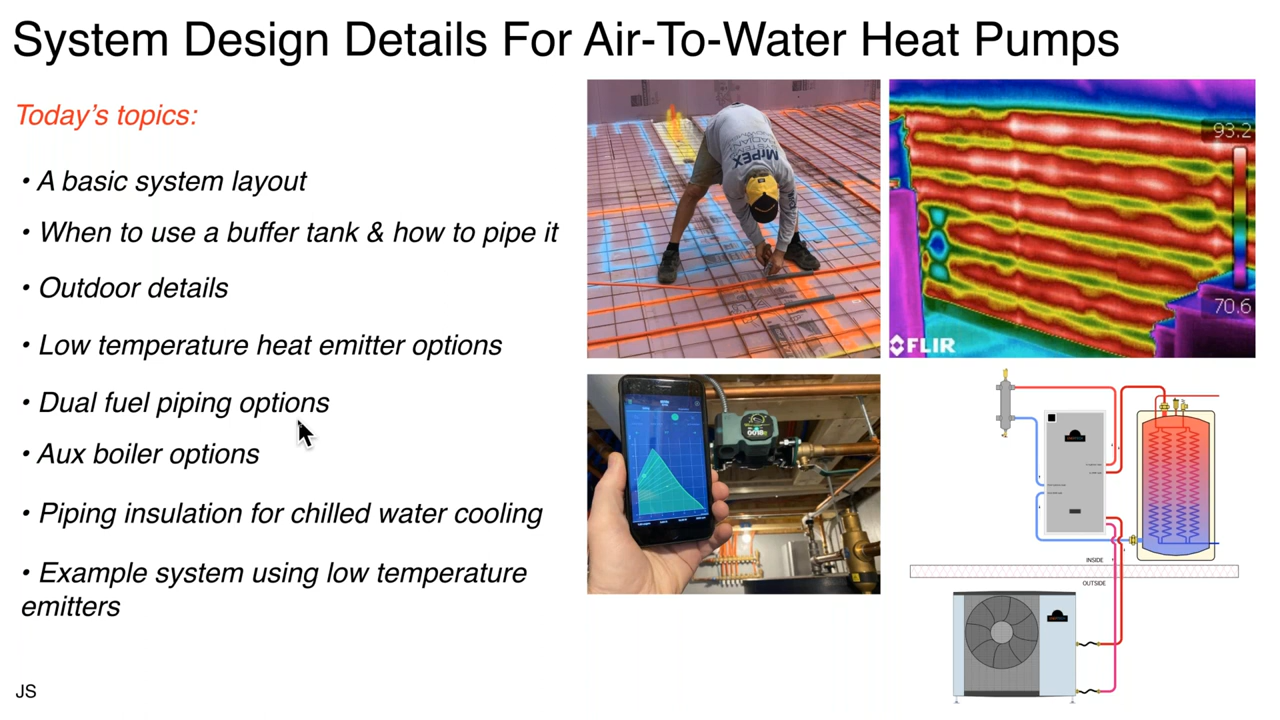 System Design Details For Air-To-Water Heat Pumps
Today's topics:
• A basic system layout
• When to use a buffer tank & how to pipe it
• Outdoor details
• Low temperature heat emitter options
• Dual fuel piping options
• Aux boiler options
• Piping insulation for chilled water cooling
• Example system using low temperature
emitters
JS
MrPEX
93.2
70.6
FLIR
INSIDE
OUTSIDE